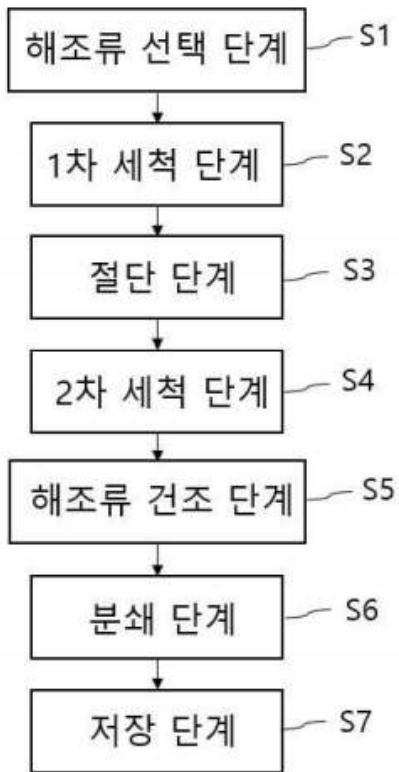 해조류 선택 단계 S1
1차 세척 단계 S2
절단 단계 S3
2차 세척 단계 S4
해조류 건조 단계 S5
분쇄 단계 S6
저장 단계 S7